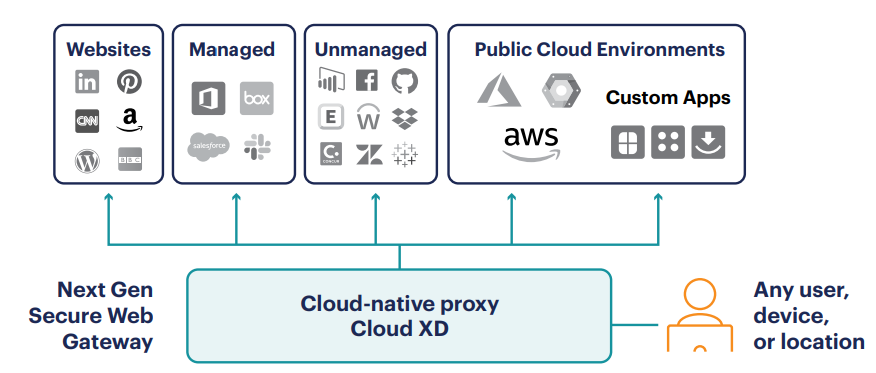 Websites
Managed
Unmanaged
Public Cloud Environments
in
CNN
a
BBC
box
salesforce
E
W
C.
CONCUR
aws
Custom Apps
Next Gen
Secure Web
Gateway
Cloud-native proxy
Cloud XD
Any user,
device,
or location